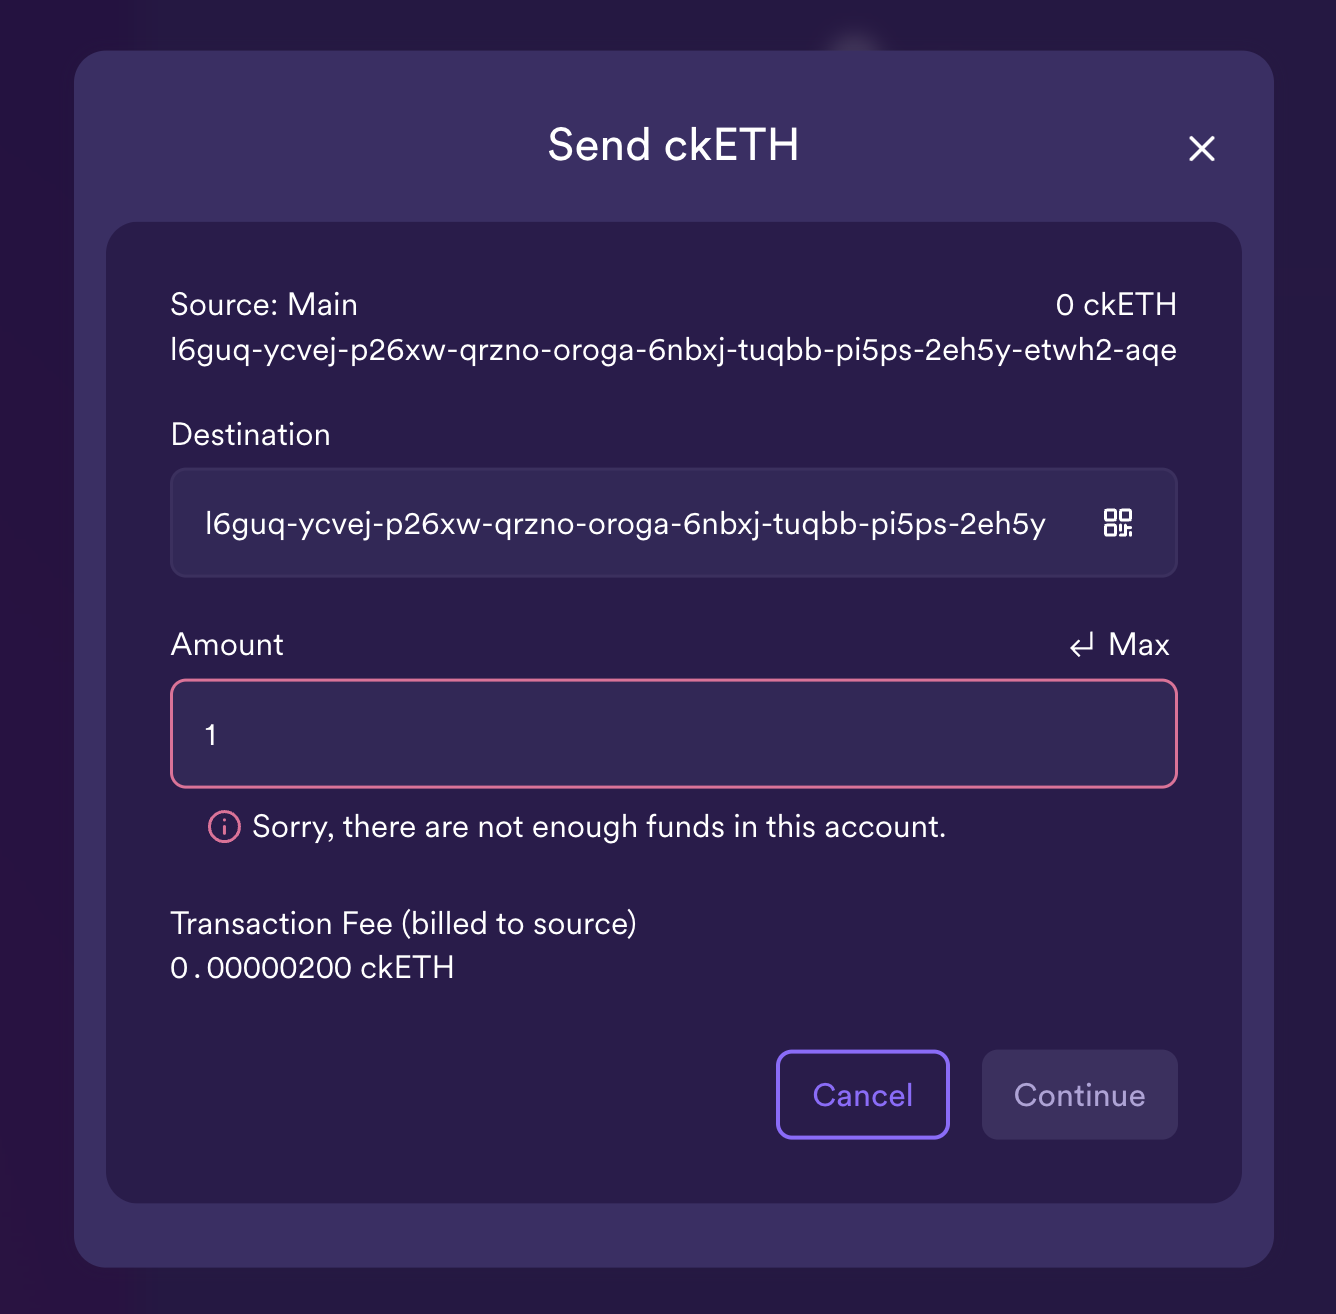 Send ckETH
Source: Main
0 ckETH
l6guq-ycvej-p26xw-qrzno-oroga-6nbxj-tuqbb-pi5ps-2eh5y-etwh2-aqe
Destination
l6guq-ycvej-p26xw-qrzno-oroga-6nbxj-tuqbb-pi5ps-2eh5y
Amount
Max
1
Sorry, there are not enough funds in this account.
Transaction Fee (billed to source)
0.00000200 ckETH
Cancel
Continue